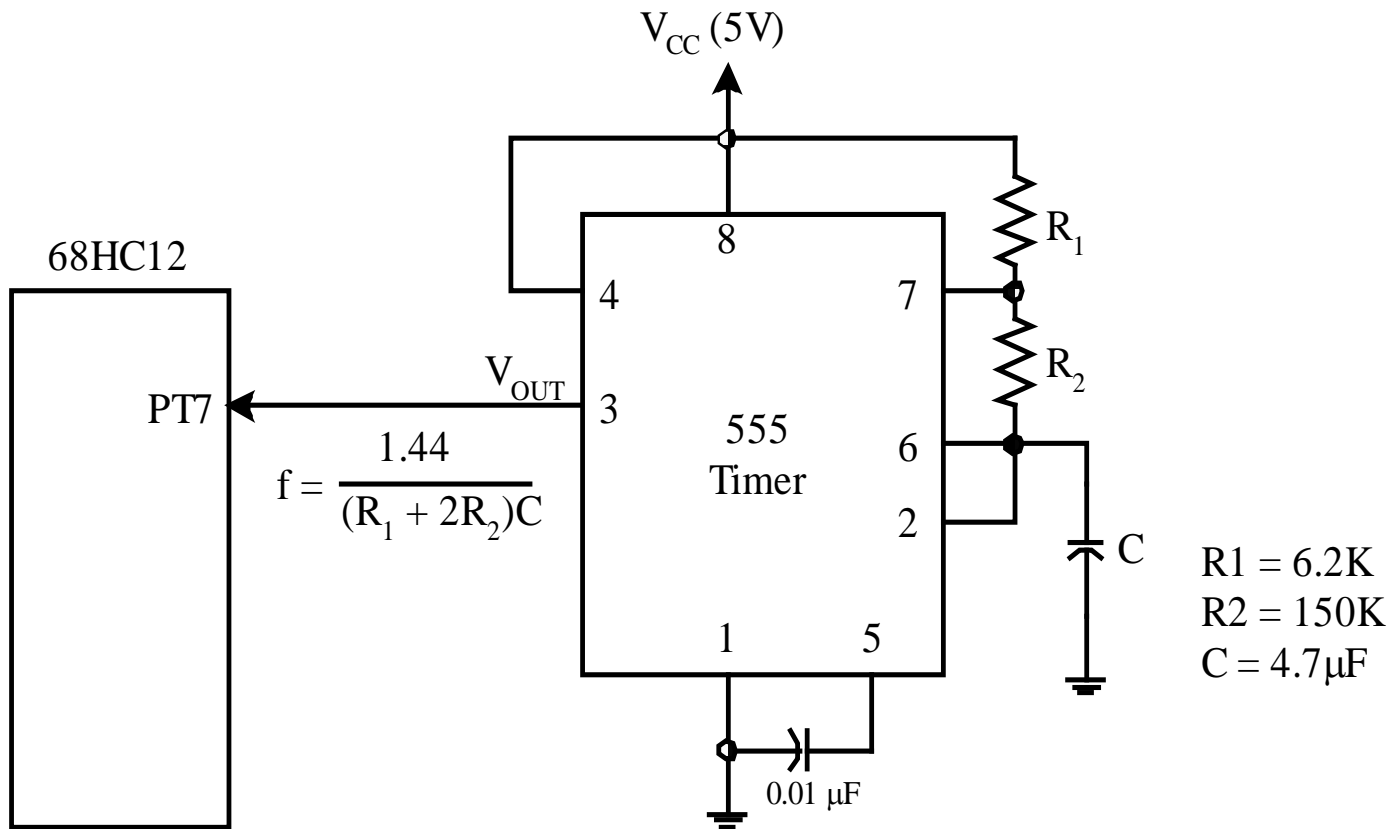 V_CC (5V)
68HC12
8
R_1
4
7
R_2
V_OUT
PT7
3
555
Timer
6
f = 1.44
(R_1 + 2R_2)C
2
C
R1 = 6.2K
R2 = 150K
C = 4.7μF
1
5
0.01 μF